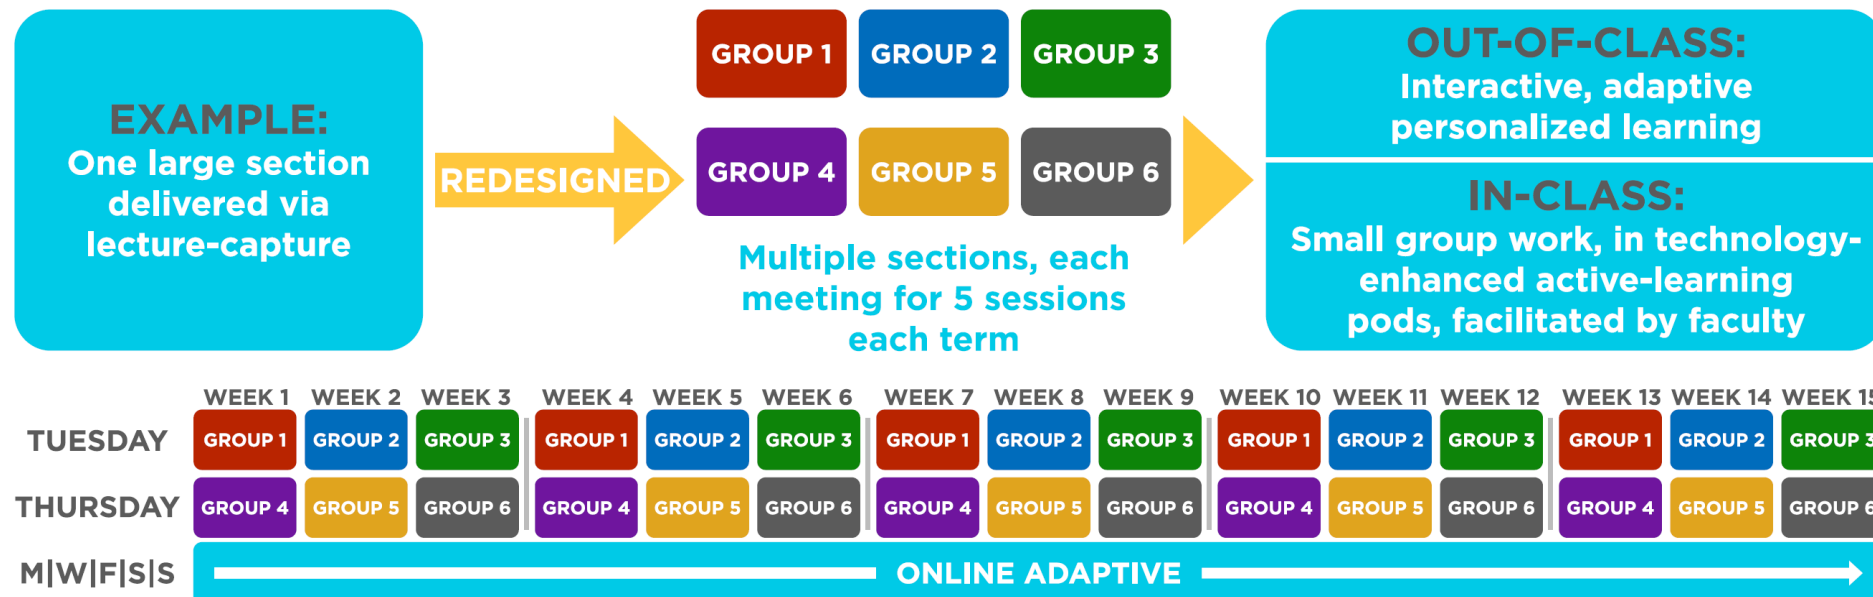 EXAMPLE:
One large section
delivered via
lecture-capture
REDESIGNED
GROUP 1 GROUP 2 GROUP 3
GROUP 4 GROUP 5 GROUP 6
Multiple sections, each
meeting for 5 sessions
each term
OUT-OF-CLASS:
Interactive, adaptive
personalized learning
IN-CLASS:
Small group work, in technology-
enhanced active-learning
pods, facilitated by faculty
WEEK 1 WEEK 2 WEEK 3 WEEK 4 WEEK 5 WEEK 6 WEEK 7 WEEK 8 WEEK 9 WEEK 10 WEEK 11 WEEK 12 WEEK 13 WEEK 14 WEEK 15
TUESDAY GROUP 1 GROUP 2 GROUP 3 GROUP 1 GROUP 2 GROUP 3 GROUP 1 GROUP 2 GROUP 3 GROUP 1 GROUP 2 GROUP 3 GROUP 1 GROUP 2 GROUP 3
THURSDAY GROUP 4 GROUP 5 GROUP 6 GROUP 4 GROUP 5 GROUP 6 GROUP 4 GROUP 5 GROUP 6 GROUP 4 GROUP 5 GROUP 6 GROUP 4 GROUP 5 GROUP 6
M|W|F|S|S ONLINE ADAPTIVE